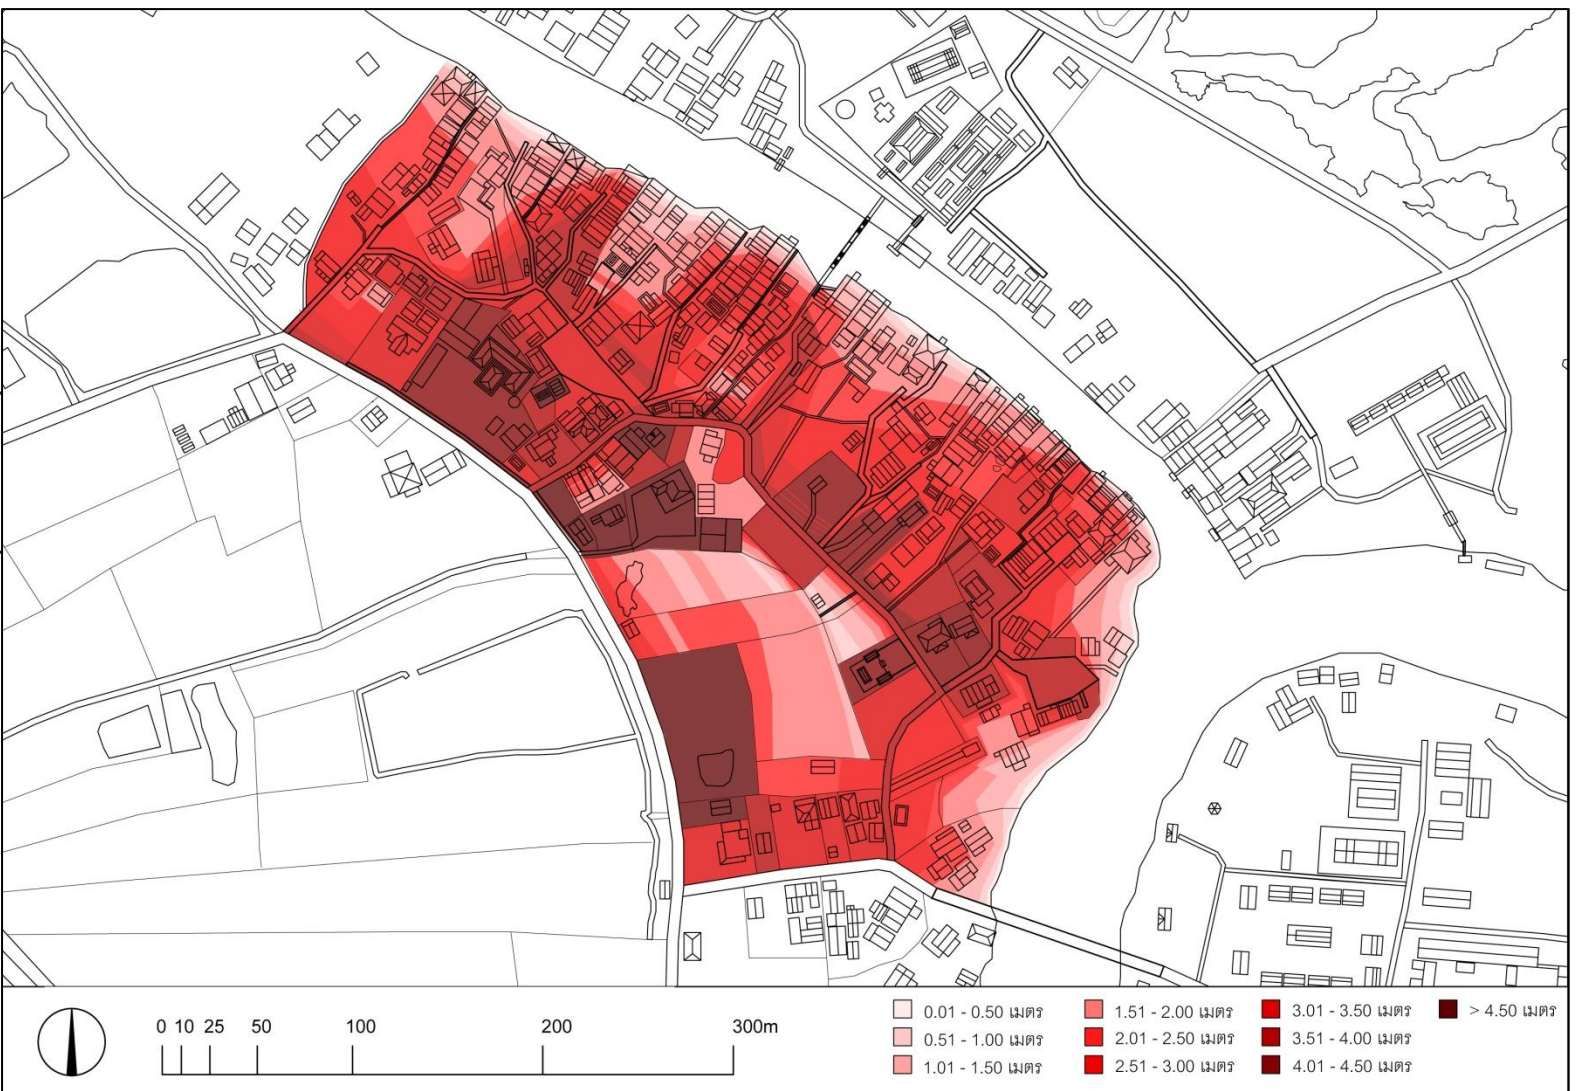 0 10 25 50 100 200 300m
0.01 - 0.50 เมตร
0.51 - 1.00 เมตร
1.01 - 1.50 เมตร
1.51 - 2.00 เมตร
2.01 - 2.50 เมตร
2.51 - 3.00 เมตร
3.01 - 3.50 เมตร
3.51 - 4.00 เมตร
4.01 - 4.50 เมตร
> 4.50 เมตร